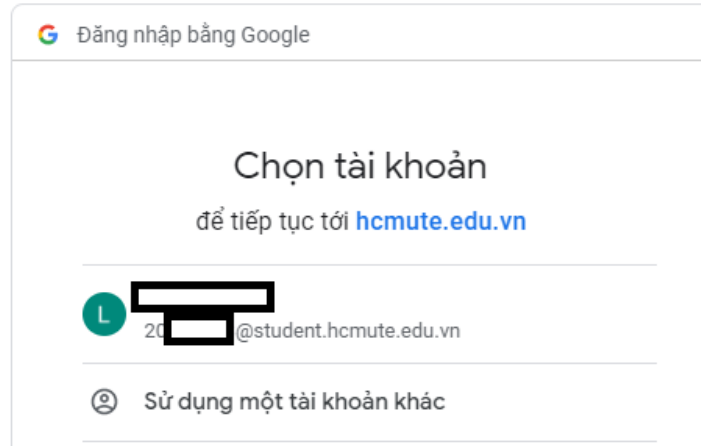 Đăng nhập bằng Google
Chọn tài khoản
để tiếp tục tới hcmute.edu.vn
L
20 @student.hcmute.edu.vn
Sử dụng một tài khoản khác